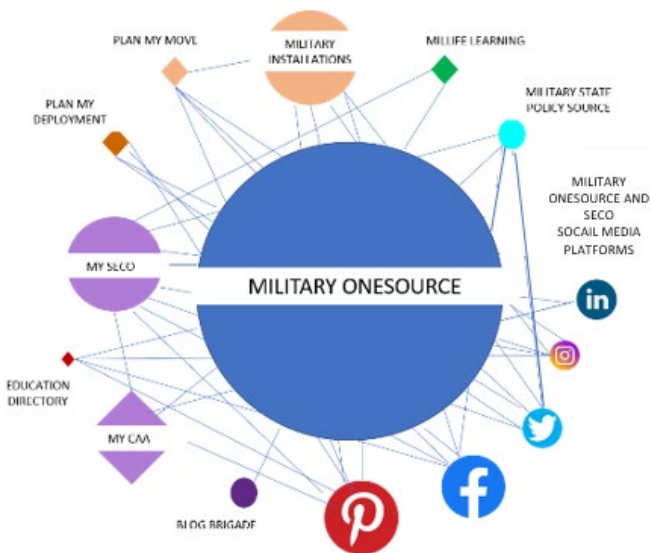 PLAN MY MOVE
MILITARY
INSTALLATIONS
MILLIFE LEARNING
PLAN MY
DEPLOYMENT
MILITARY STATE
POLICY SOURCE
MILITARY
ONESOURCE AND
SECO
SOCAIL MEDIA
PLATFORMS
MY SECO
MILITARY ONESOURCE
in
EDUCATION
DIRECTORY
MY CAA
BLOG BRIGADE